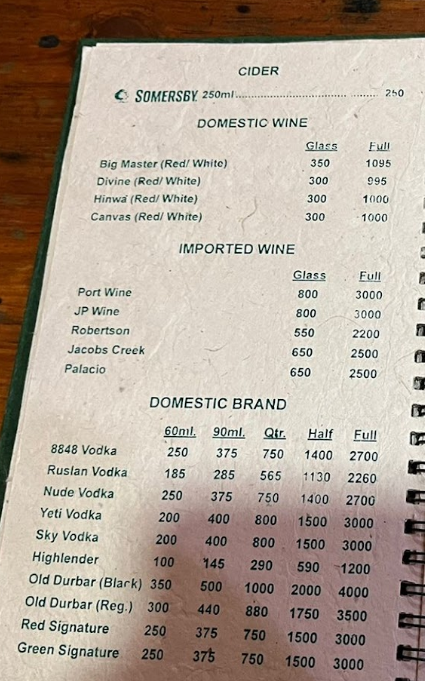 CIDER
SOMERSBY 250ml........................... ........ 250
DOMESTIC WINE
Glass Full
Big Master (Red/ White) 350 1095
Divine (Red/ White) 300 995
Hinwa (Red/ White) 300 1000
Canvas (Red/ White) 300 1000
IMPORTED WINE
Glass Full
Port Wine 800 3000
JP Wine 800 3000
Robertson 550 2200
Jacobs Creek 650 2500
Palacio 650 2500
DOMESTIC BRAND
60ml. 90ml. Qtr. Half Full
8848 Vodka 250 375 750 1400 2700
Ruslan Vodka 185 285 565 1130 2260
Nude Vodka 250 375 750 1400 2700
Yeti Vodka 200 400 800 1500 3000
Sky Vodka 200 400 800 1500 3000
Highlender 100 145 290 590 1200
Old Durbar (Black) 350 500 1000 2000 4000
Old Durbar (Reg.) 300 440 880 1750 3500
Red Signature 250 375 750 1500 3000
Green Signature 250 375 750 1500 3000